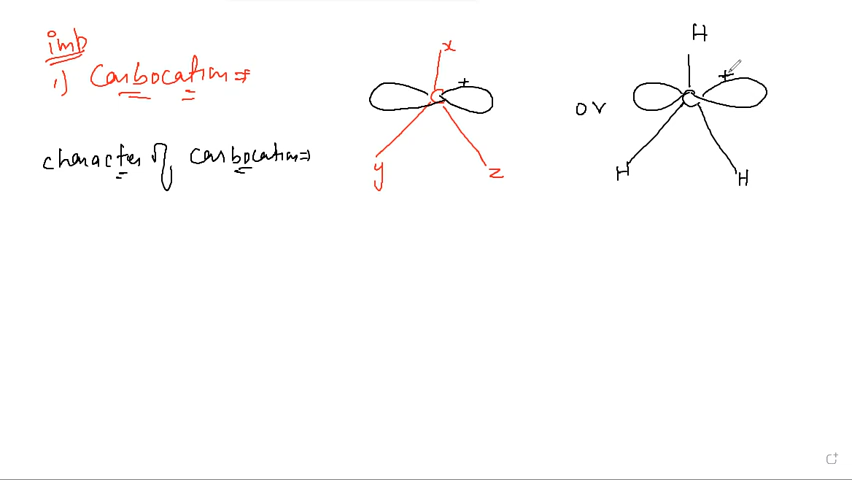 imp
1) Carbocation ⇒
character of carbocation ⇒
x
+
C
y
z
or
H
+
C
H
H